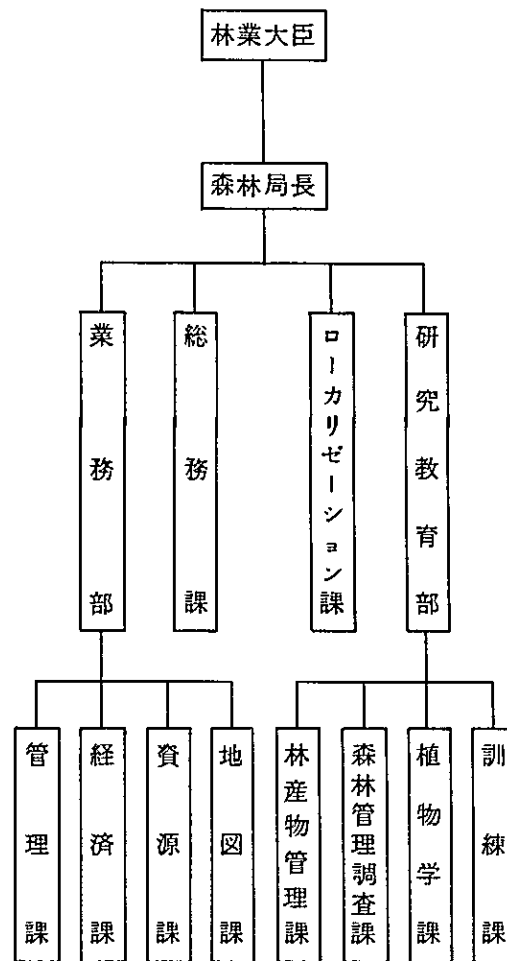 林業大臣
森林局長
業務部
総務課
ローカリゼーション課
研究教育部
管理課
経済課
資源課
地図課
林産物管理課
森林管理調査課
植物学課
訓練課